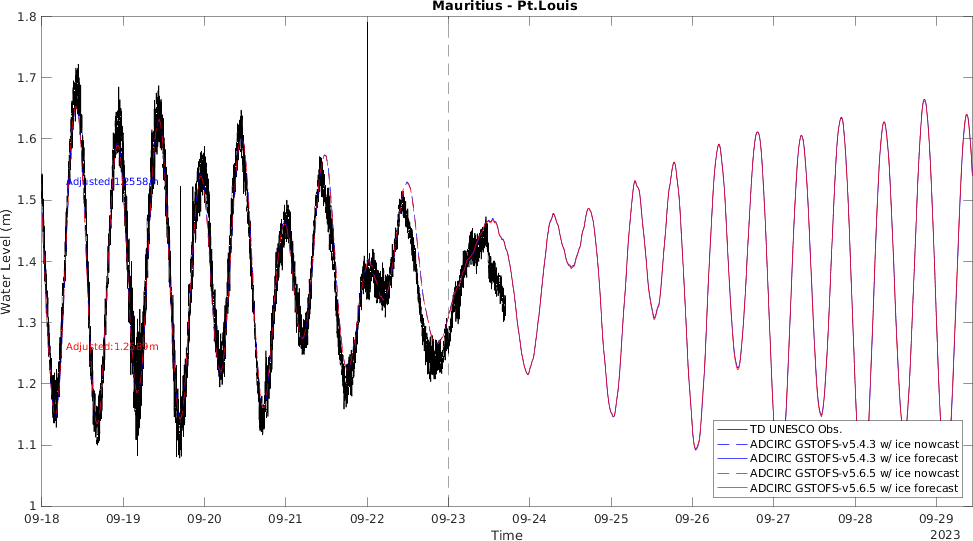 Mauritius - Pt.Louis
Water Level (m)
1.8
1.7
1.6
1.5
1.4
1.3
1.2
1.1
1
Adjusted:1.2558m
TD UNESCO Obs.
ADCIRC GSTOFS-v5.4.3 w/ ice nowcast
ADCIRC GSTOFS-v5.4.3 w/ ice forecast
ADCIRC GSTOFS-v5.6.5 w/ ice nowcast
ADCIRC GSTOFS-v5.6.5 w/ ice forecast
09-18 09-19 09-20 09-21 09-22 09-23 09-24 09-25 09-26 09-27 09-28 09-29
2023
Time